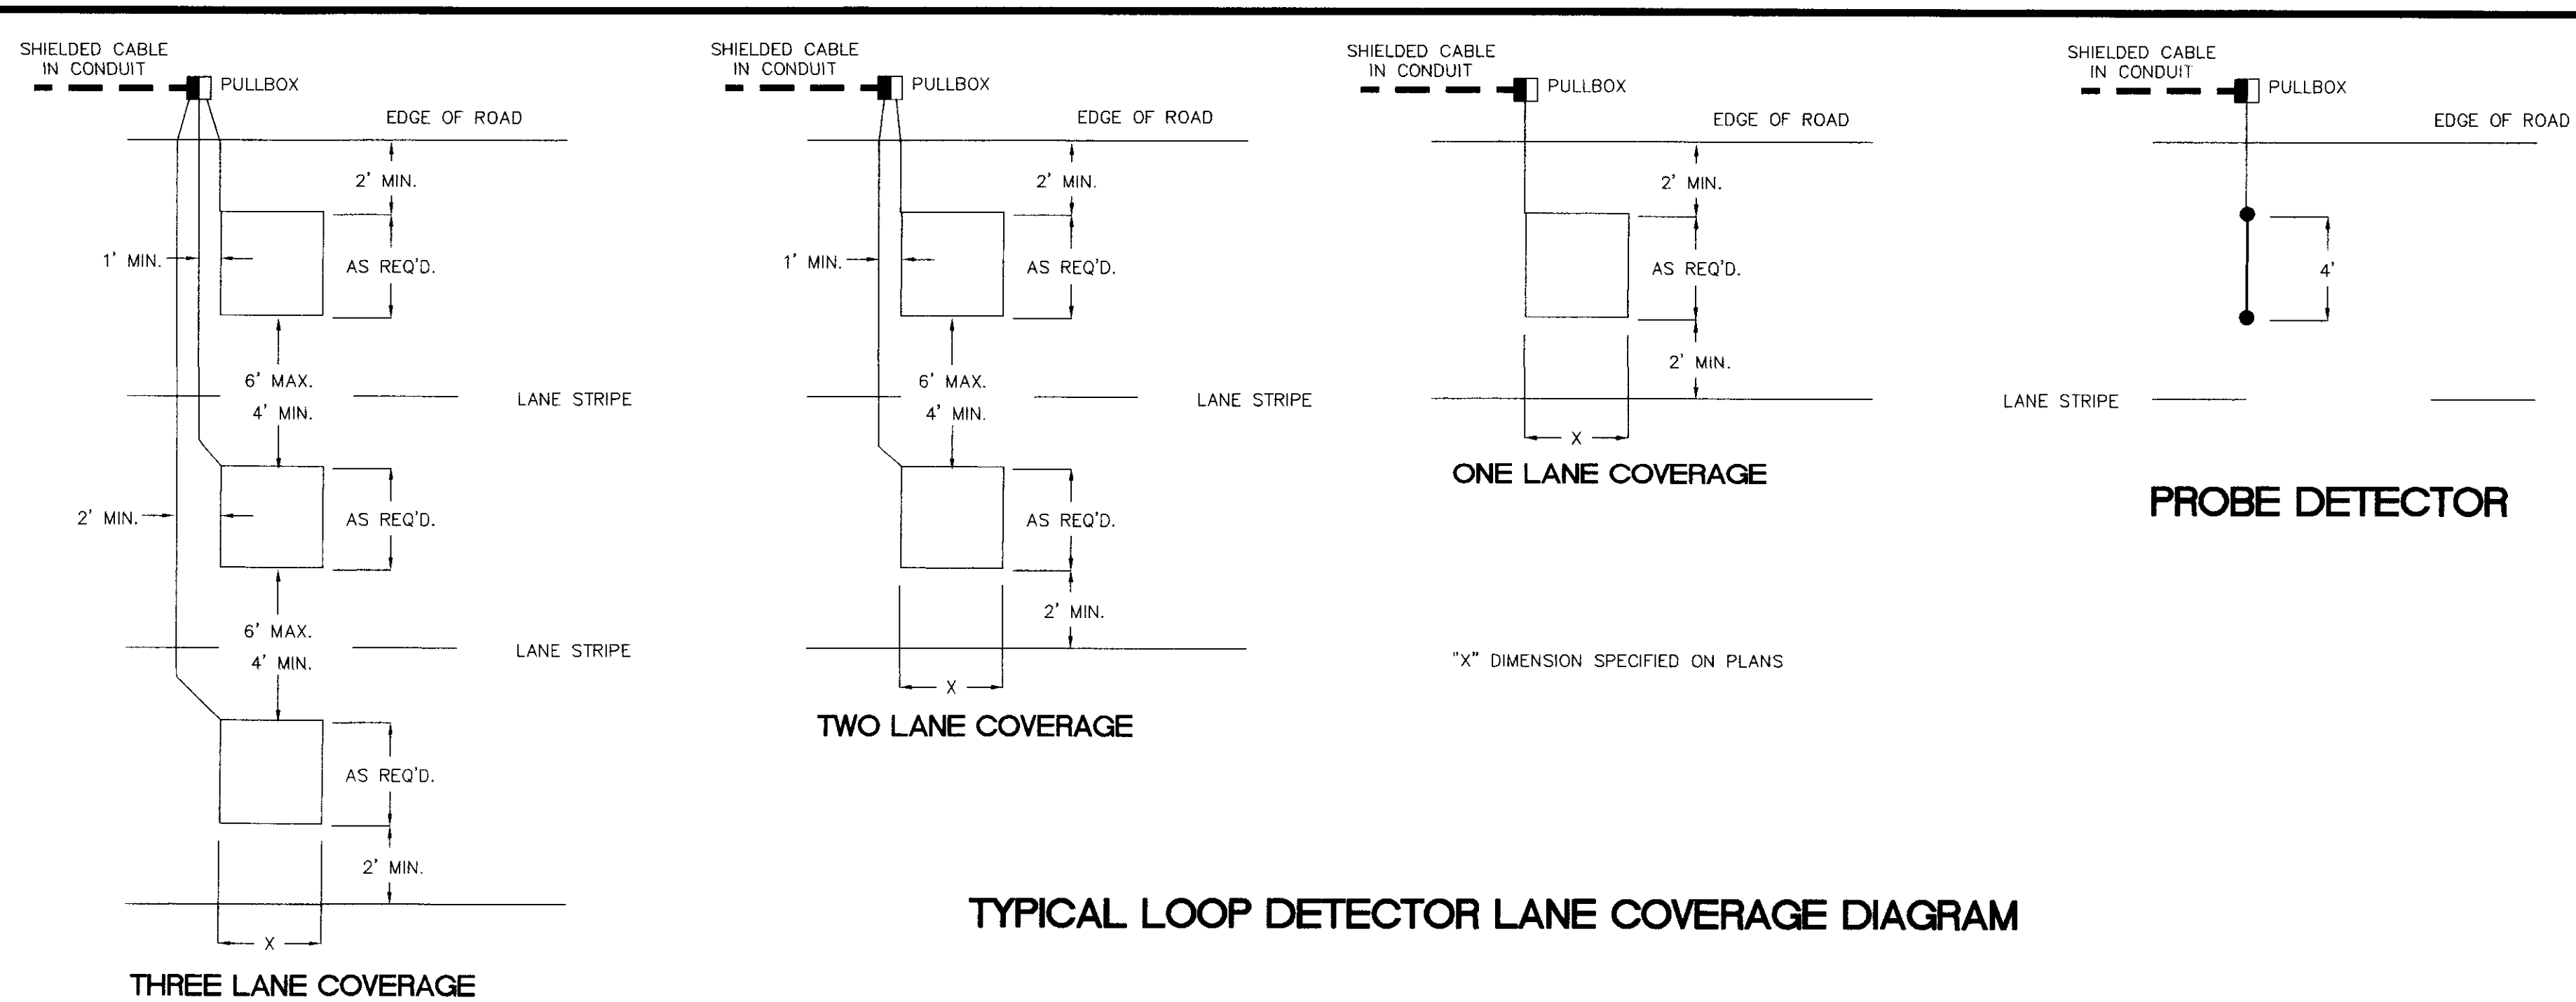 SHIELDED CABLE
IN CONDUIT
PULLBOX
EDGE OF ROAD
2' MIN.
1' MIN.
AS REQ'D.
6' MAX.
4' MIN.
LANE STRIPE
2' MIN.
AS REQ'D.
6' MAX.
4' MIN.
LANE STRIPE
AS REQ'D.
2' MIN.
X
THREE LANE COVERAGE
SHIELDED CABLE
IN CONDUIT
PULLBOX
EDGE OF ROAD
2' MIN.
1' MIN.
AS REQ'D.
6' MAX.
4' MIN.
LANE STRIPE
AS REQ'D.
2' MIN.
X
TWO LANE COVERAGE
SHIELDED CABLE
IN CONDUIT
PULLBOX
EDGE OF ROAD
2' MIN.
AS REQ'D.
2' MIN.
X
ONE LANE COVERAGE
"X" DIMENSION SPECIFIED ON PLANS
SHIELDED CABLE
IN CONDUIT
PULLBOX
EDGE OF ROAD
4'
LANE STRIPE
PROBE DETECTOR
TYPICAL LOOP DETECTOR LANE COVERAGE DIAGRAM